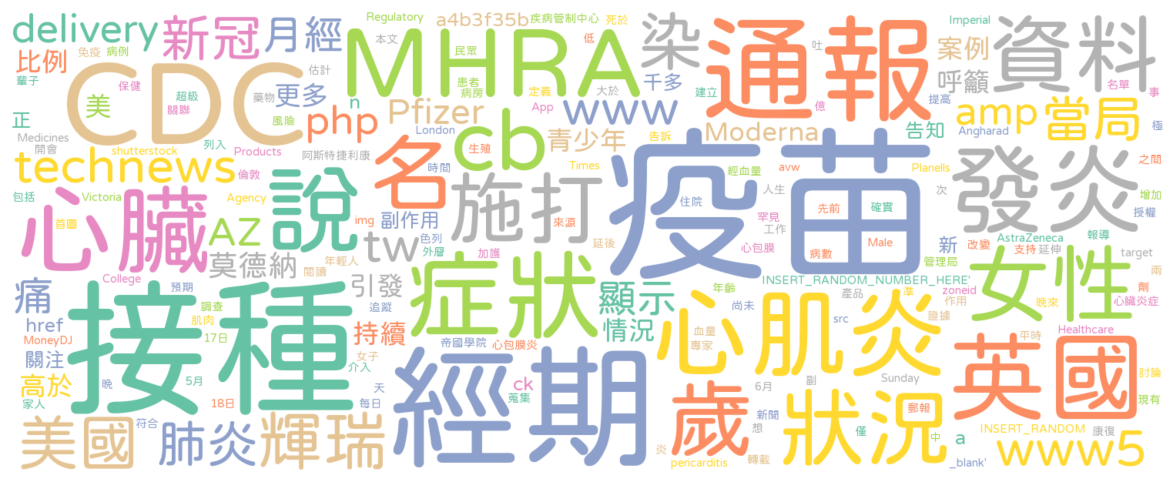 Regulatory
a4b3f35b
疾病管制中心
死於
Imperial
delivery
新冠
月經
MHRA
本文
民眾
低
染
通報
吐
案例
資料
比例
免疫
病例
估計
CDC
輩子
保健
超級
美
關聯
藥物
更多
風險
患者
病房
定義
App
大於
千多
建立
億
提高
呼籲
名單
事
極
正
n
php
Pfizer
London
www
告訴
Moderna
告知
Angharad
amp
當局
Medicines
列入
開會
shutterstock
Products
阿斯特捷利康
technews
倫敦
名
時間
生殖
cb
青少年
Times
avw
經血量
Planells
次
之間
增加
授權
包括
Victoria
Agency
首圖
心臟
AZ
說
img
副作用
來源
施打
疫苗
住院
人生
工作
罕見
先前
確實
發炎
色列
外層
tw
加護
延後
心包膜
病數
Male
新
管理局
改變
AstraZeneca
支持
延伸
報導
target
兩
劑
莫德納
年輕人
閱讀
College
預期
引發
症狀
顯示
年齡
尚未
INSERT_RANDOM_NUMBER_HERE'
產品
準
作用
證據
zoneid
女性
晚來
心臟炎症
痛
href
MoneyDJ
調查
肌肉
17日
追蹤
接種
持續
帝國學院
心包膜炎
情況
血量
專家
src
心肌炎
平時
Healthcare
討論
現有
關注
高於
家人
晚
5月
女子
介入
天
18日
每日
經期
ck
蒐集
6月
副
Sunday
歲
新聞
想
郵報
英國
美國
符合
肺炎
輝瑞
炎
pericarditis
轉載
狀況
僅
中
a
_blank'
INSERT_RANDOM
康復
www5